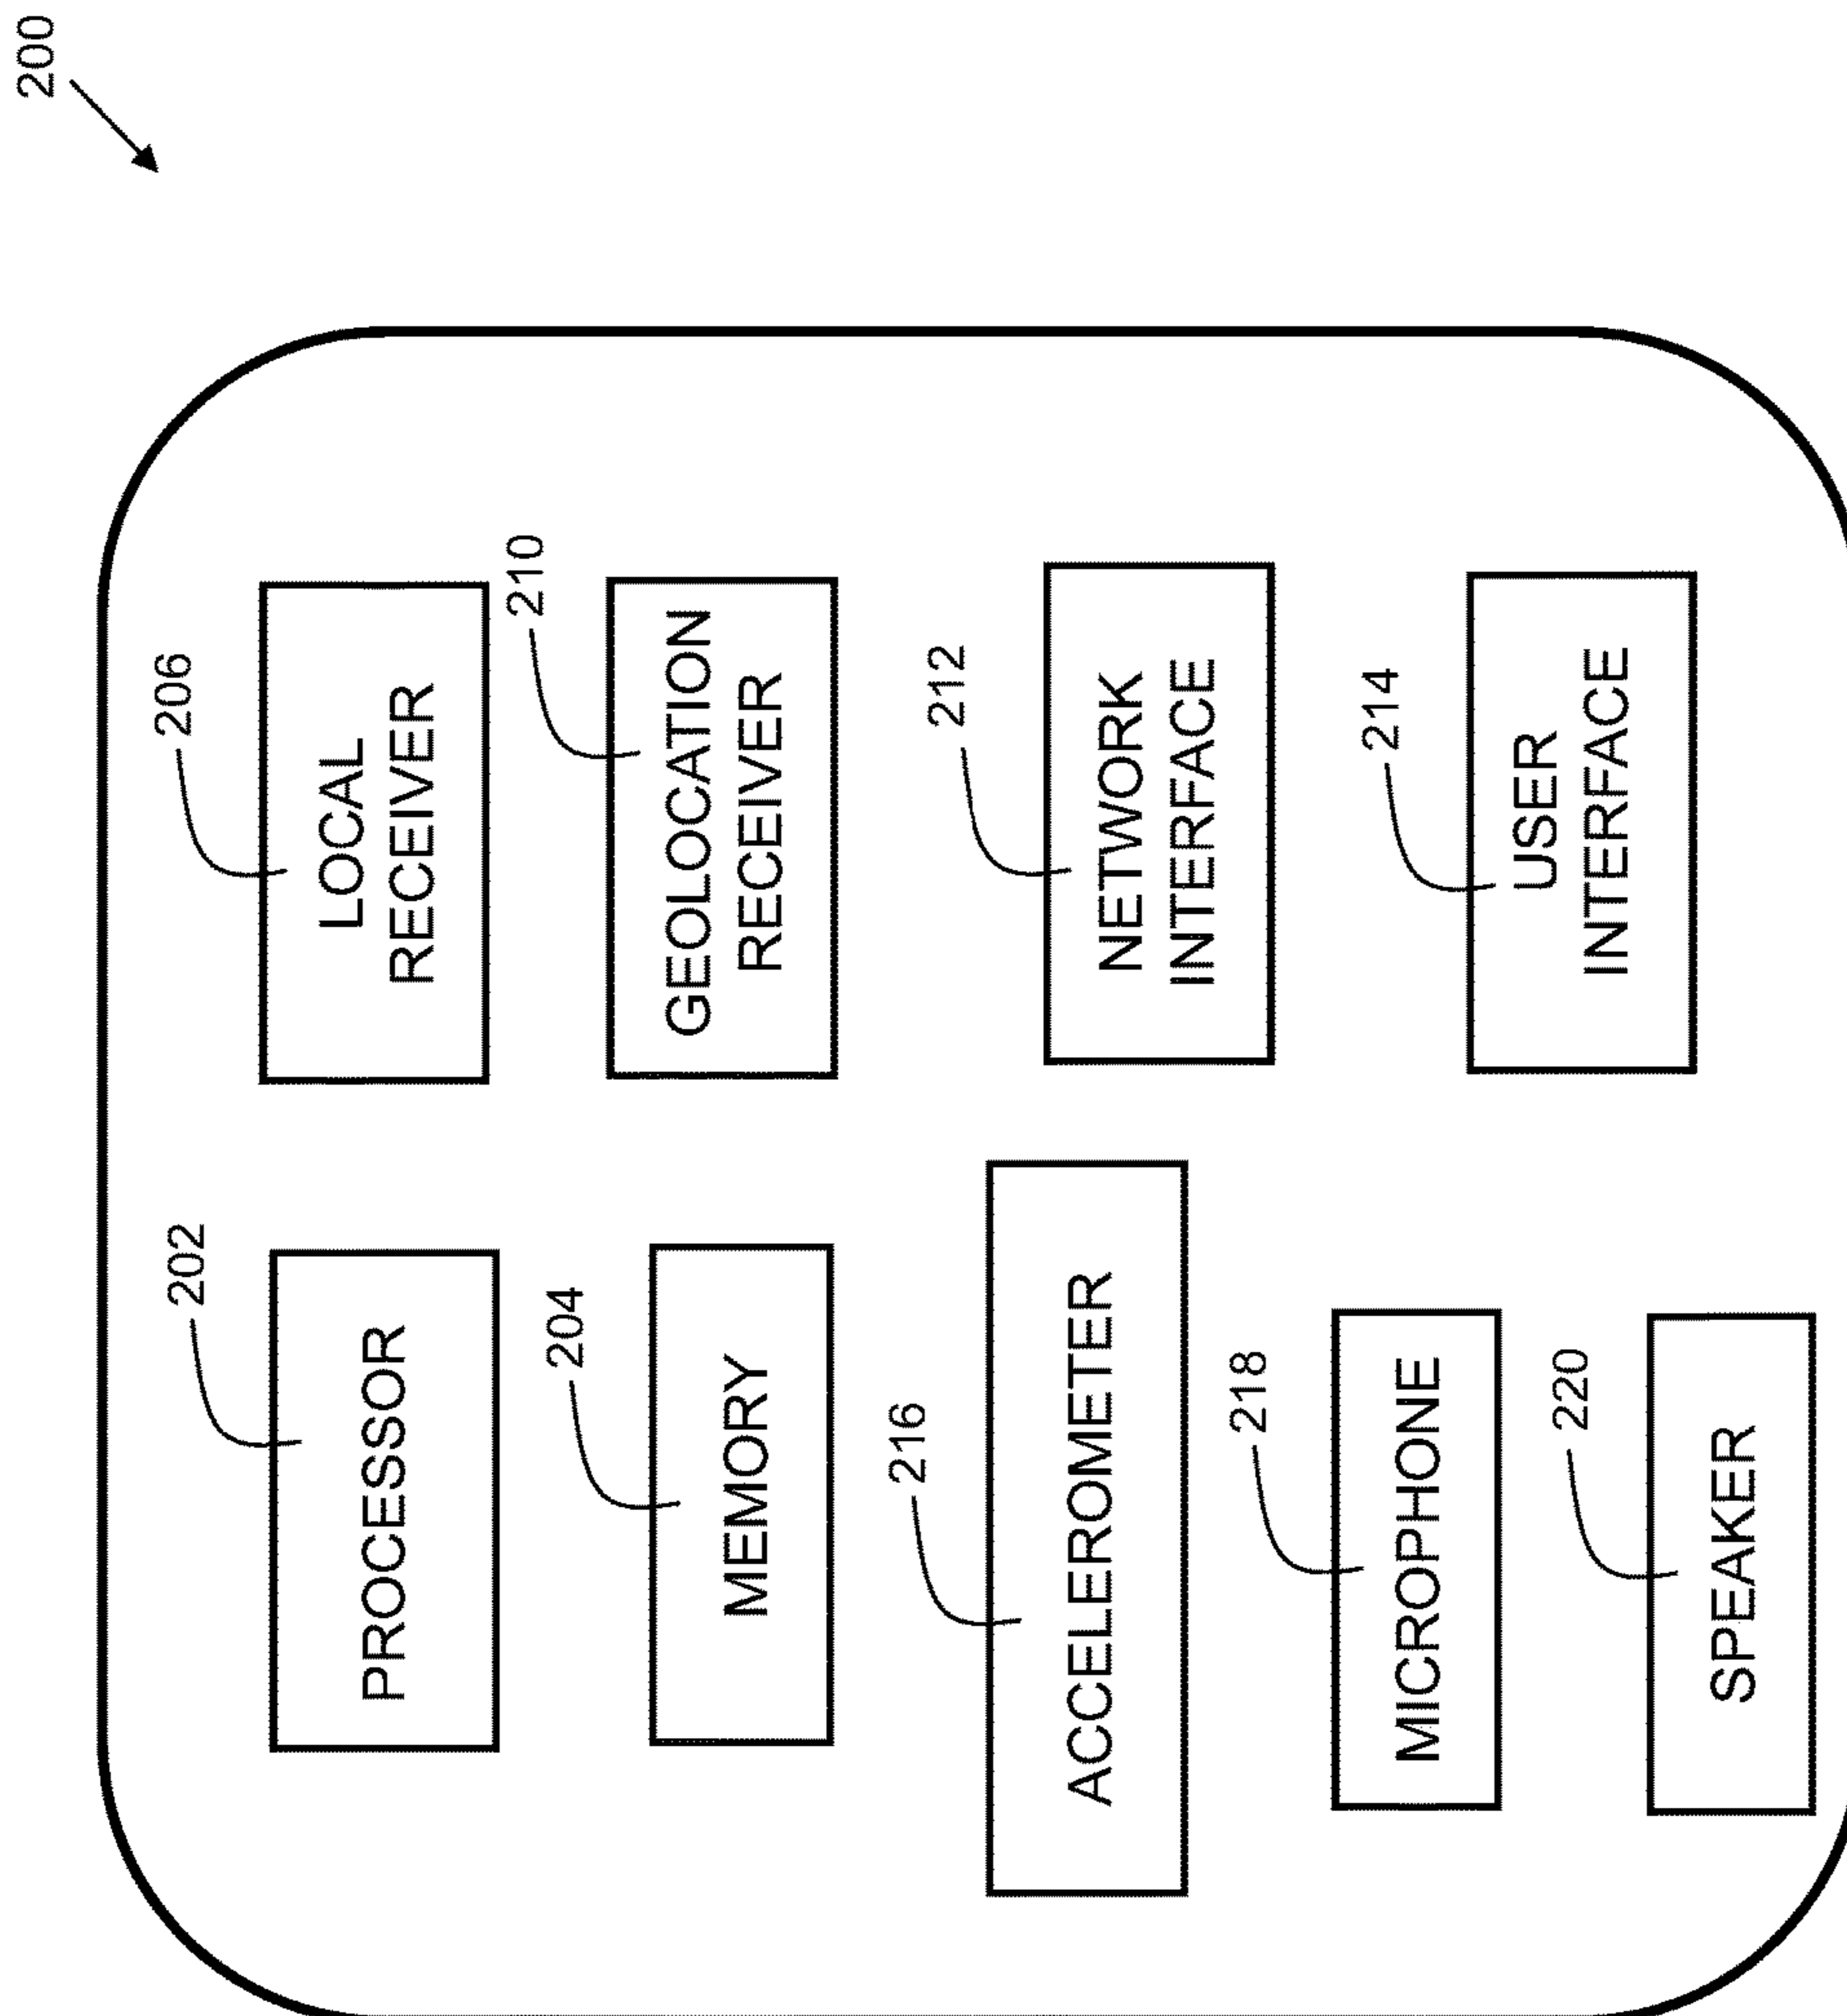 200
202
PROCESSOR
206
LOCAL
RECEIVER
204
MEMORY
210
GEOLOCATION
RECEIVER
216
ACCELEROMETER
212
NETWORK
INTERFACE
218
MICROPHONE
214
USER
INTERFACE
220
SPEAKER